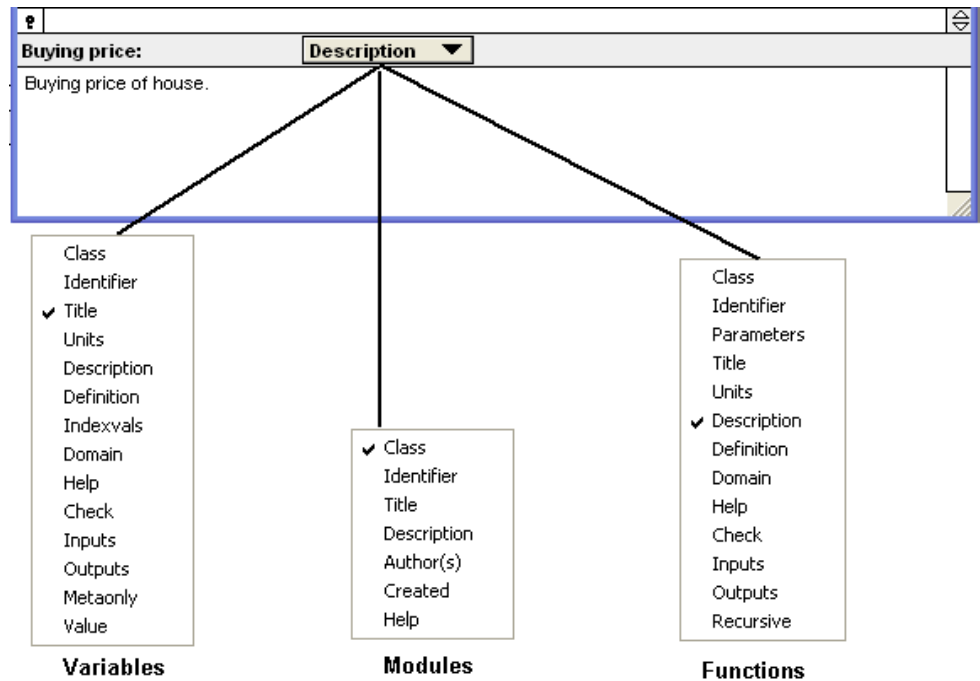 ?
Buying price:
Description
Buying price of house.
Class
Identifier
Title
Units
Description
Definition
Indexvals
Domain
Help
Check
Inputs
Outputs
Metaonly
Value
Variables
Class
Identifier
Title
Description
Author(s)
Created
Help
Modules
Class
Identifier
Parameters
Title
Units
Description
Definition
Domain
Help
Check
Inputs
Outputs
Recursive
Functions